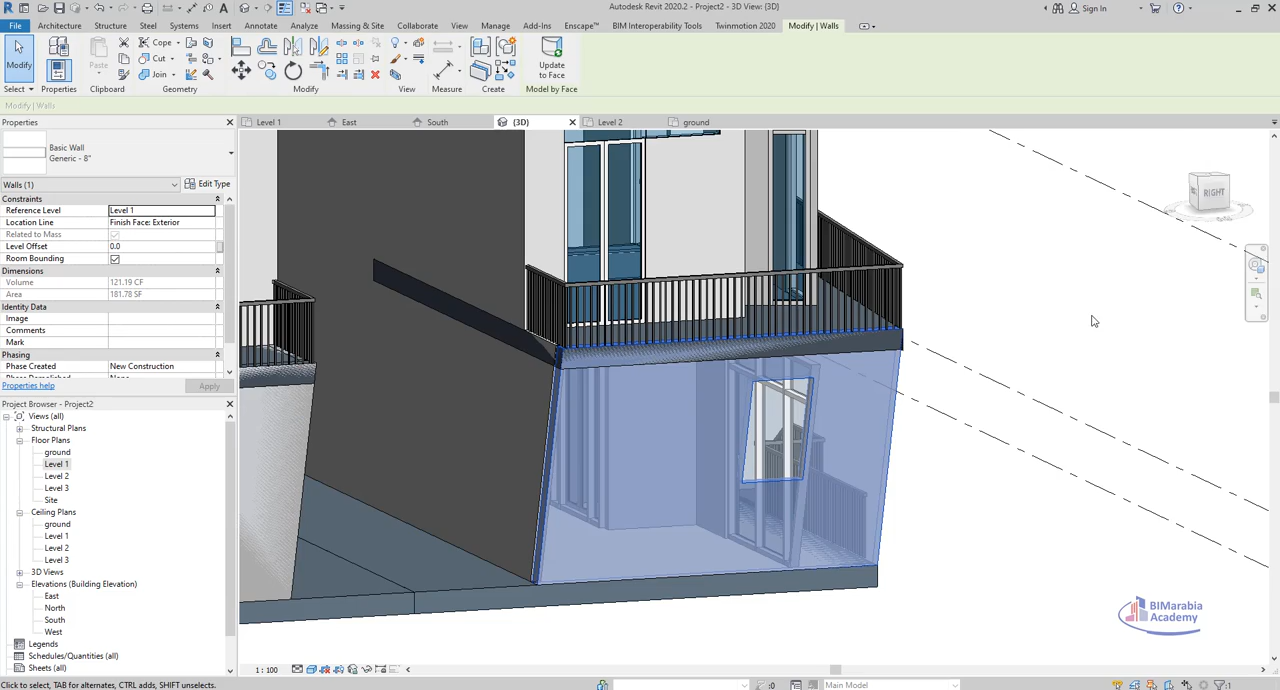 Autodesk Revit 2020.2 - Project2 - 3D View: {3D}
Sign In
File Architecture Structure Steel Systems Insert Annotate Analyze Massing & Site Collaborate View Manage Add-Ins Enscape™ BIM Interoperability Tools Twinmotion 2020 Modify | Walls
Modify
Select
Properties
Paste
Clipboard
Cope
Cut
Join
Geometry
Modify
View
Measure
Create
Update
to Face
Model by Face
Modify | Walls
Properties
Level 1
East
South
{3D}
Level 2
ground
Basic Wall
Generic - 8"
Walls (1)
Edit Type
Constraints
Reference Level Level 1
Location Line Finish Face: Exterior
Related to Mass
Level Offset 0.0
Room Bounding
Dimensions
Volume 121.19 CF
Area 181.78 SF
Identity Data
Image
Comments
Mark
Phasing
Phase Created New Construction
Properties help
Apply
Project Browser - Project2
Views (all)
Structural Plans
Floor Plans
ground
Level 1
Level 2
Level 3
Site
Ceiling Plans
ground
Level 1
Level 2
Level 3
3D Views
Elevations (Building Elevation)
East
North
South
West
Legends
Schedules/Quantities (all)
Sheets (all)
RIGHT
BIMarabia
Academy
1 : 100
Click to select, TAB for alternates, CTRL adds, SHIFT unselects.
:0
Main Model
:1